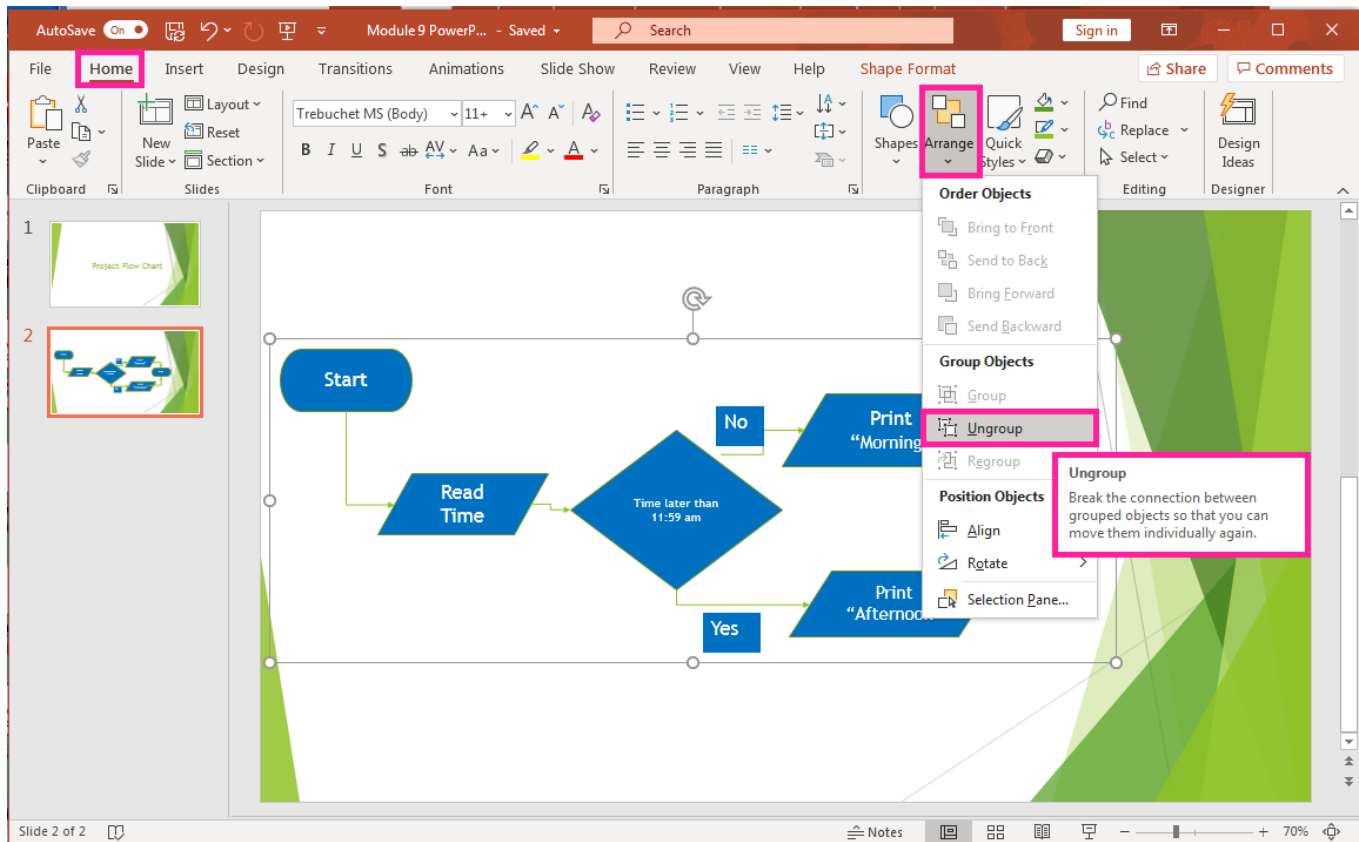 AutoSave On Module 9 PowerP... - Saved Search Sign in
File Home Insert Design Transitions Animations Slide Show Review View Help Shape Format Share Comments
Paste
Clipboard
New
Slide
Layout
Reset
Section
Slides
Trebuchet MS (Body) 11+ A A A
B I U S ab AV Aa A
Font
Paragraph
Shapes Arrange Quick
Styles
Find
Replace
Select
Editing
Design
Ideas
Designer
1
Project Flow Chart
2
Start
Read
Time
Time later than
11:59 am
No
Yes
Print
“Morning
Print
“Afternoon
Order Objects
Bring to Front
Send to Back
Bring Forward
Send Backward
Group Objects
Group
Ungroup
Regroup
Position Objects
Align
Rotate
Selection Pane...
Ungroup
Break the connection between
grouped objects so that you can
move them individually again.
Slide 2 of 2 Notes 70%